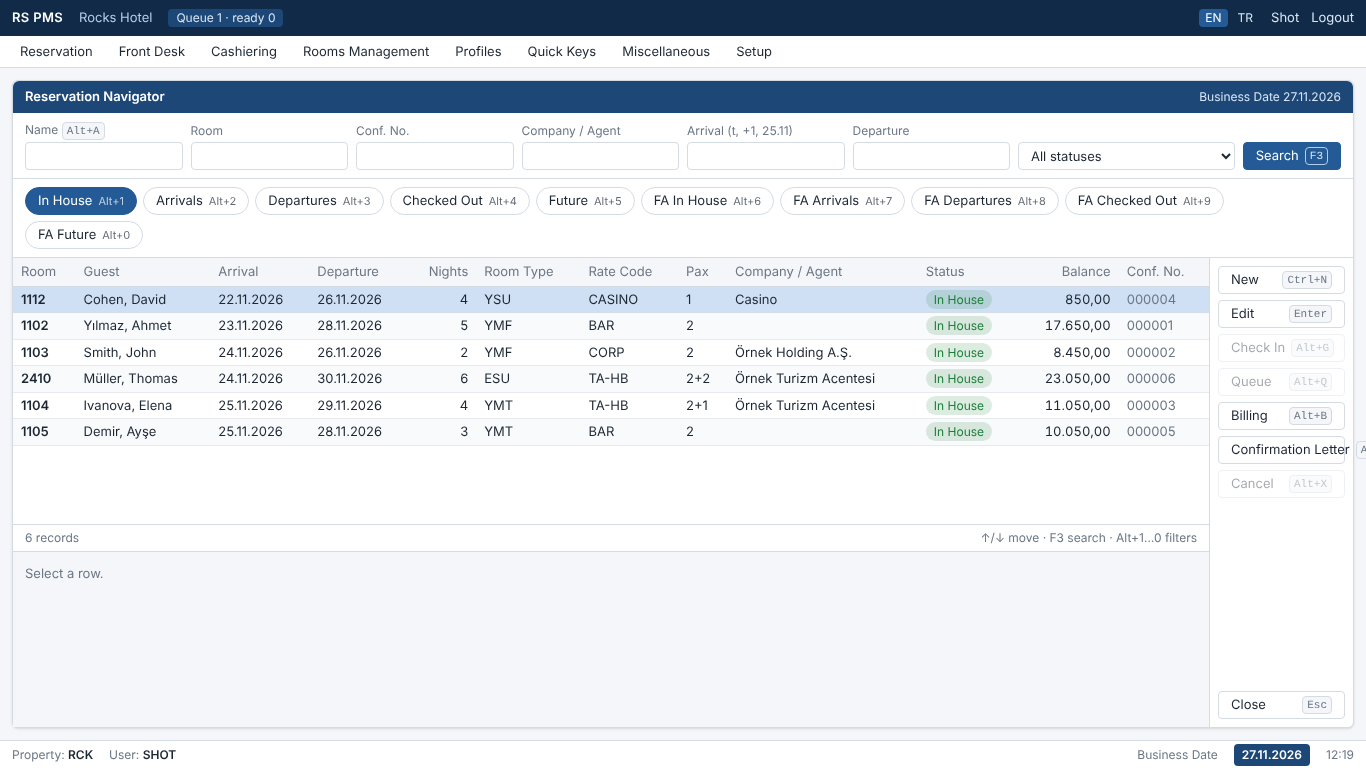 RS PMS Rocks Hotel Queue 1 · ready 0 EN TR Shot Logout
Reservation Front Desk Cashiering Rooms Management Profiles Quick Keys Miscellaneous Setup
Reservation Navigator Business Date 27.11.2026
Name Alt+A Room Conf. No. Company / Agent Arrival (t, +1, 25.11) Departure
All statuses Search F3
In House Alt+1 Arrivals Alt+2 Departures Alt+3 Checked Out Alt+4 Future Alt+5 FA In House Alt+6 FA Arrivals Alt+7 FA Departures Alt+8 FA Checked Out Alt+9
FA Future Alt+0
Room Guest Arrival Departure Nights Room Type Rate Code Pax Company / Agent Status Balance Conf. No.
1112 Cohen, David 22.11.2026 26.11.2026 4 YSU CASINO 1 Casino In House 850,00 000004
1102 Yılmaz, Ahmet 23.11.2026 28.11.2026 5 YMF BAR 2 In House 17.650,00 000001
1103 Smith, John 24.11.2026 26.11.2026 2 YMF CORP 2 Örnek Holding A.Ş. In House 8.450,00 000002
2410 Müller, Thomas 24.11.2026 30.11.2026 6 ESU TA-HB 2+2 Örnek Turizm Acentesi In House 23.050,00 000006
1104 Ivanova, Elena 25.11.2026 29.11.2026 4 YMT TA-HB 2+1 Örnek Turizm Acentesi In House 11.050,00 000003
1105 Demir, Ayşe 25.11.2026 28.11.2026 3 YMT BAR 2 In House 10.050,00 000005
6 records ↑/↓ move · F3 search · Alt+1…0 filters
Select a row.
New Ctrl+N
Edit Enter
Check In Alt+G
Queue Alt+Q
Billing Alt+B
Confirmation Letter
Cancel Alt+X
Close Esc
Property: RCK User: SHOT Business Date 27.11.2026 12:19